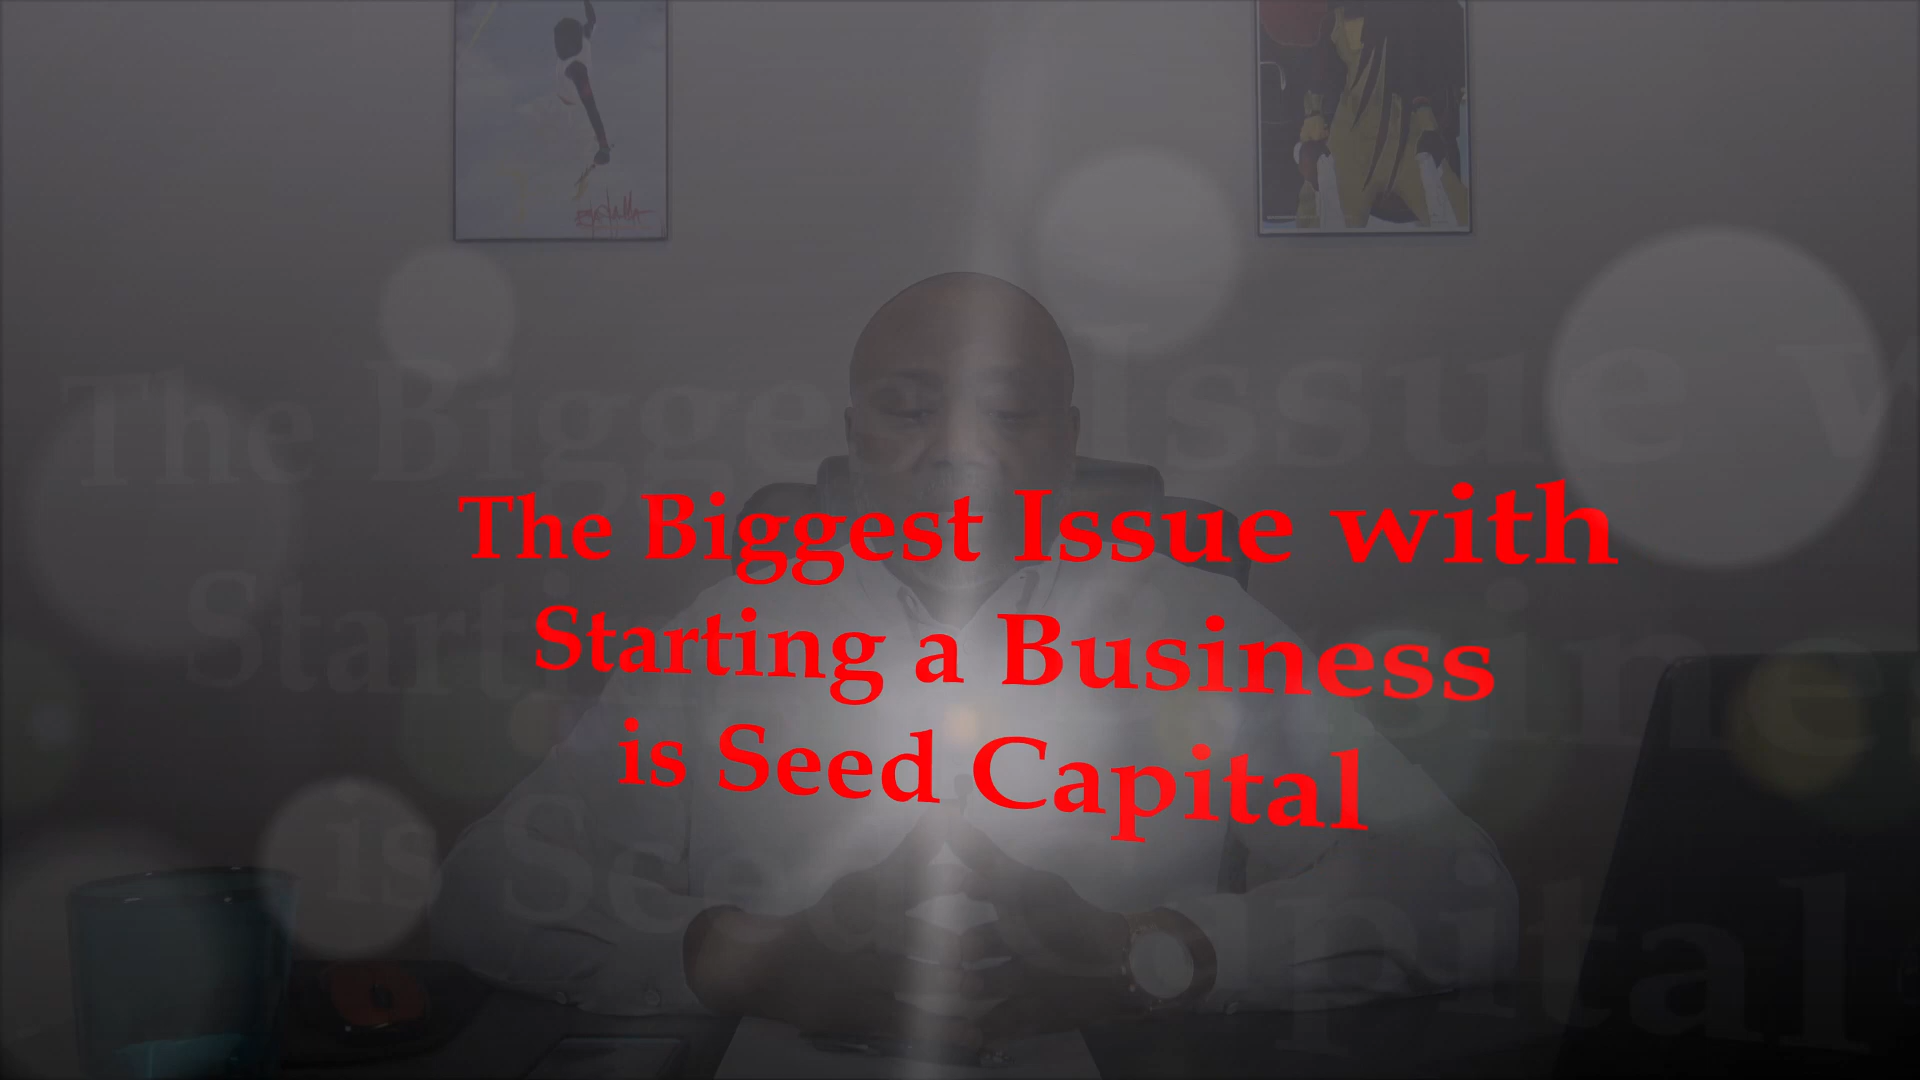 The Biggest Issue with
Starting a Business
is Seed Capital